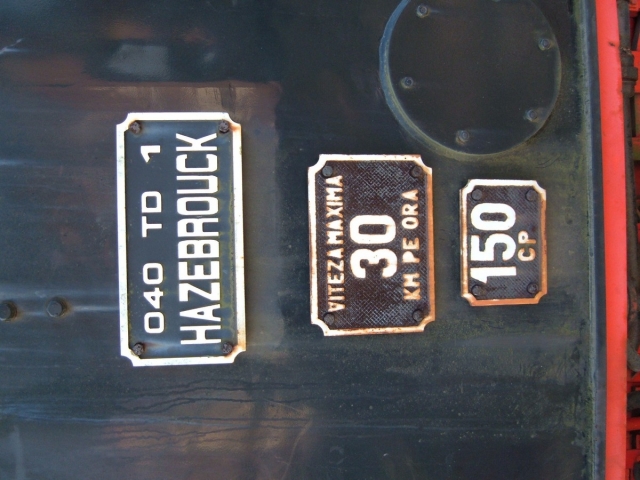 040 TD 1
HAZEBROUCK
VITEZA MAXIMA
30
KM PE ORA
150
CP